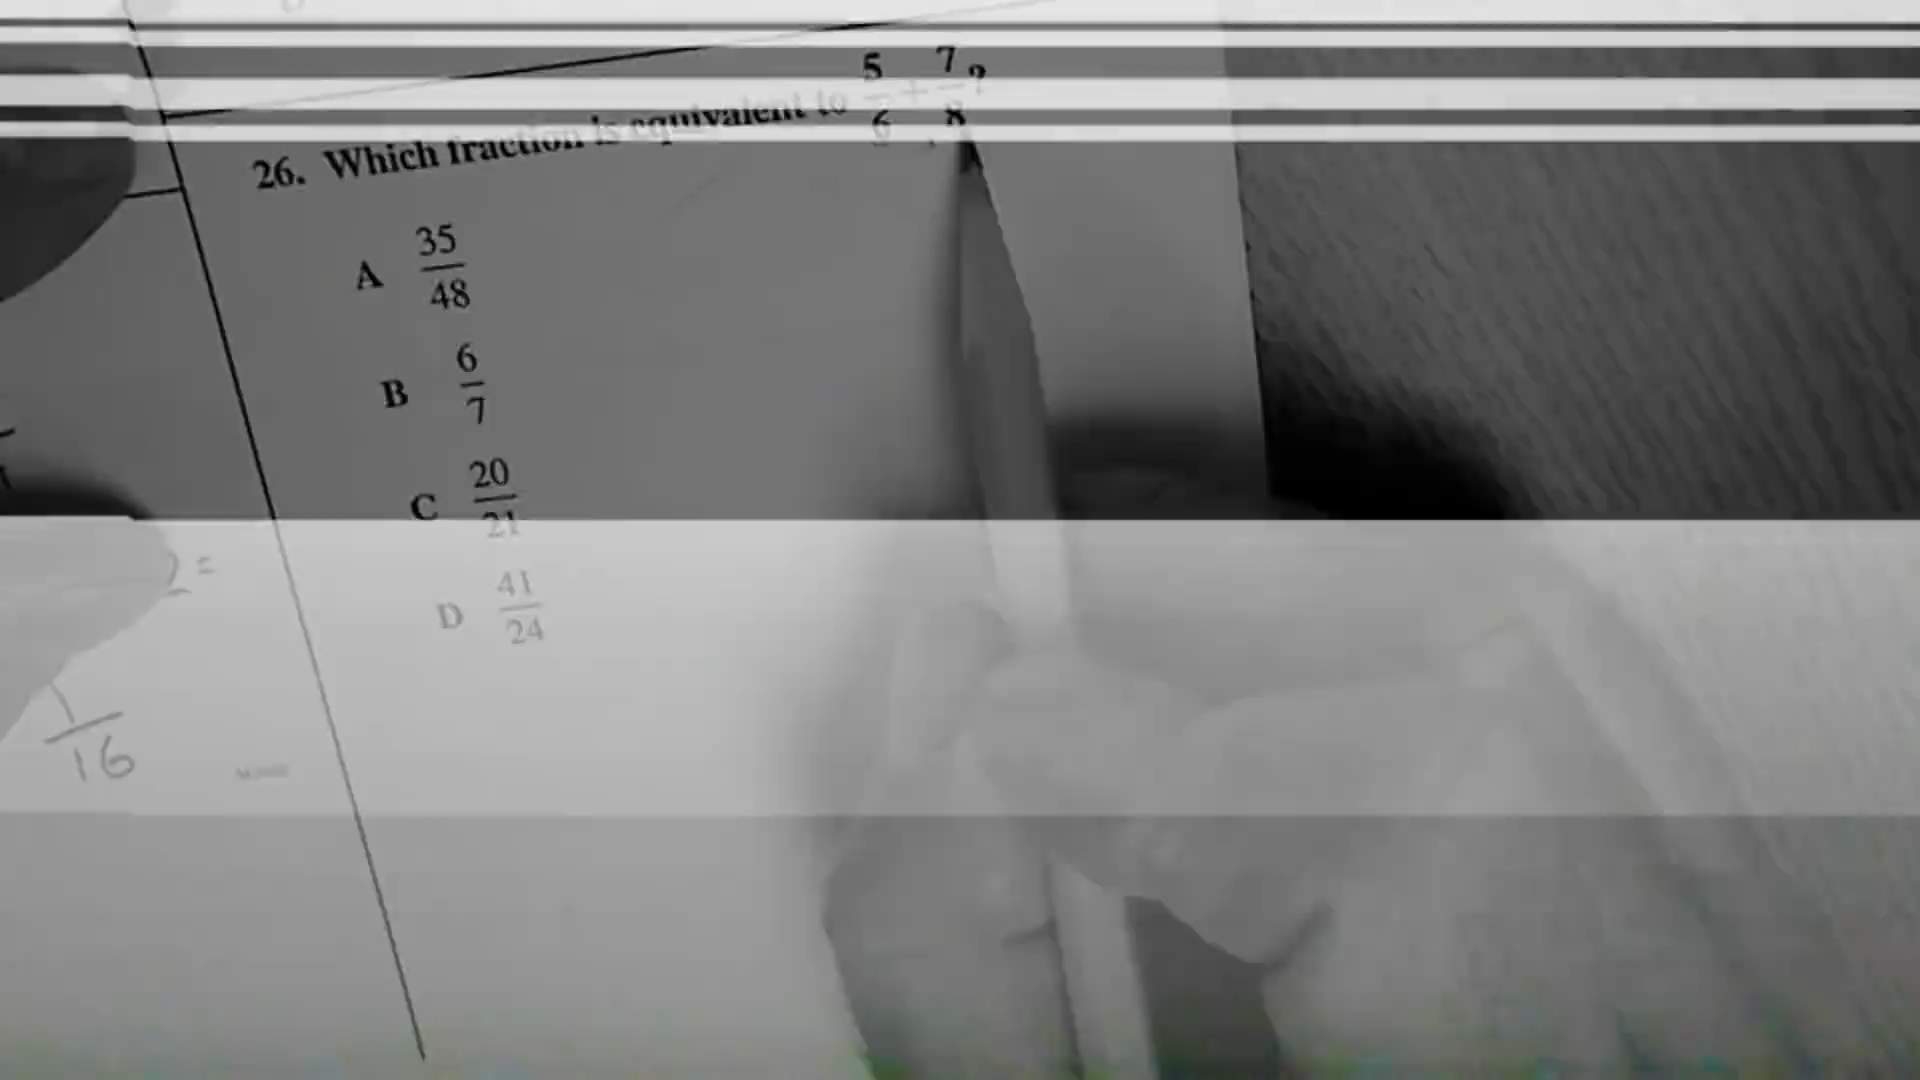 26. Which fraction is equivalent to 5/6 + 7/8?
A 35/48
B 6/7
C 20/21
D 41/24
2 =
1/16